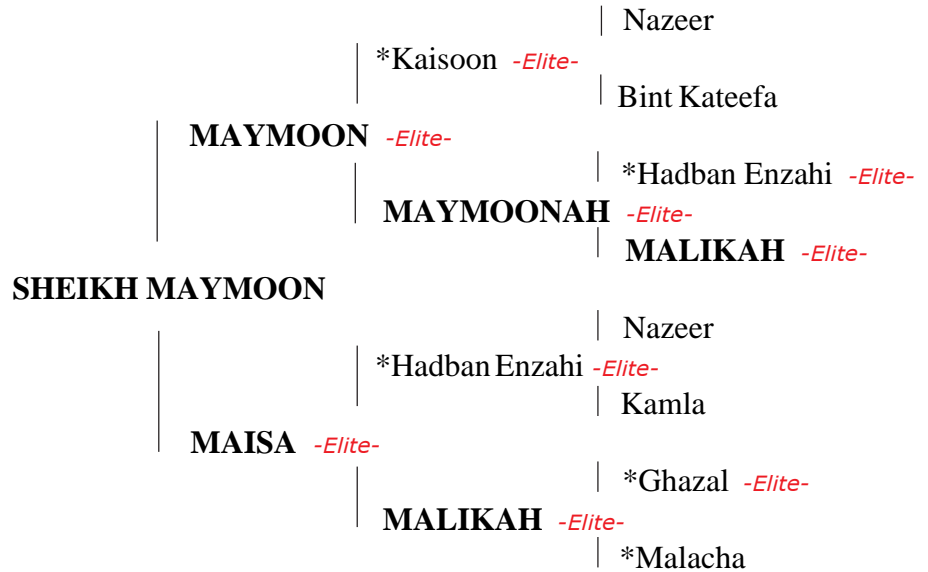 Nazeer
*Kaisoon -Elite-
Bint Kateefa
MAYMOON -Elite-
*Hadban Enzahi -Elite-
MAYMOONAH -Elite-
MALIKAH -Elite-
SHEIKH MAYMOON
Nazeer
*Hadban Enzahi -Elite-
Kamla
MAISA -Elite-
*Ghazal -Elite-
MALIKAH -Elite-
*Malacha